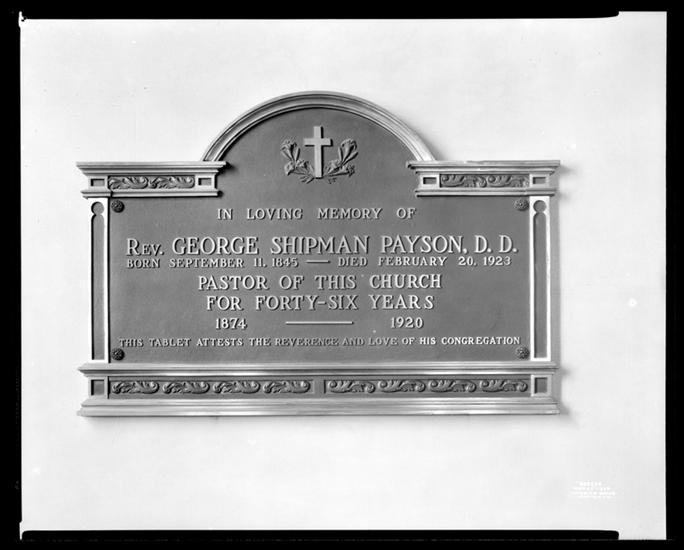 IN LOVING MEMORY OF
REV. GEORGE SHIPMAN PAYSON, D. D.
BORN SEPTEMBER 11, 1845 — DIED FEBRUARY 20, 1923
PASTOR OF THIS CHURCH
FOR FORTY-SIX YEARS
1874 — 1920
THIS TABLET ATTESTS THE REVERENCE AND LOVE OF HIS CONGREGATION